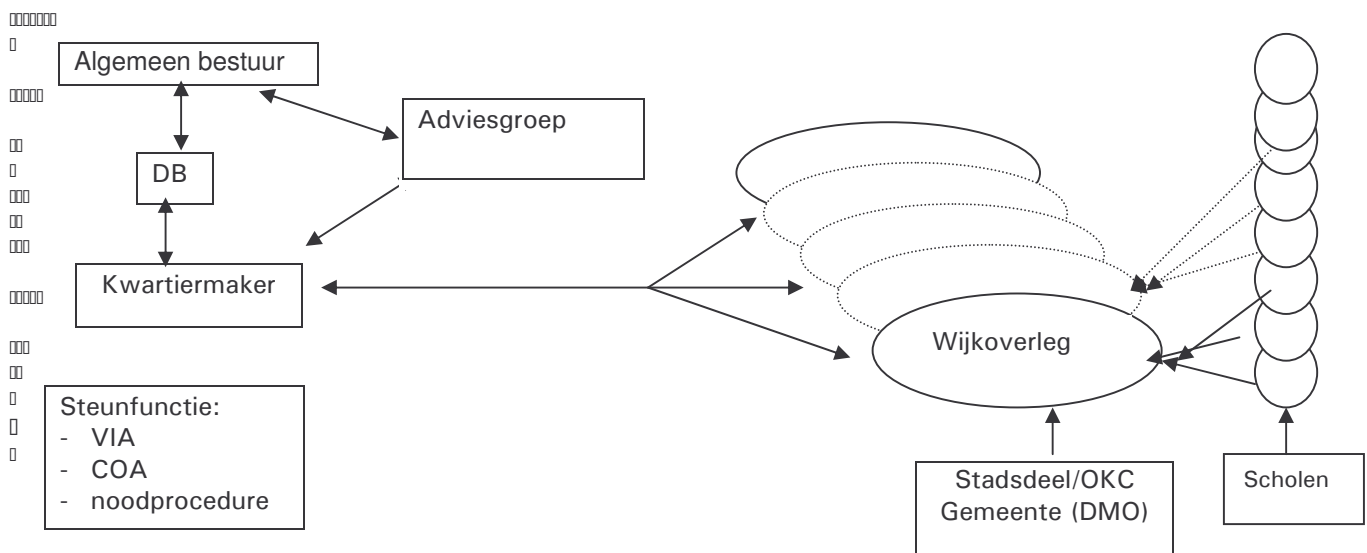 Algemeen bestuur
Adviesgroep
DB
Kwartiermaker
Wijkoverleg
Steunfunctie:
- VIA
- COA
- noodprocedure
Stadsdeel/OKC
Gemeente (DMO)
Scholen